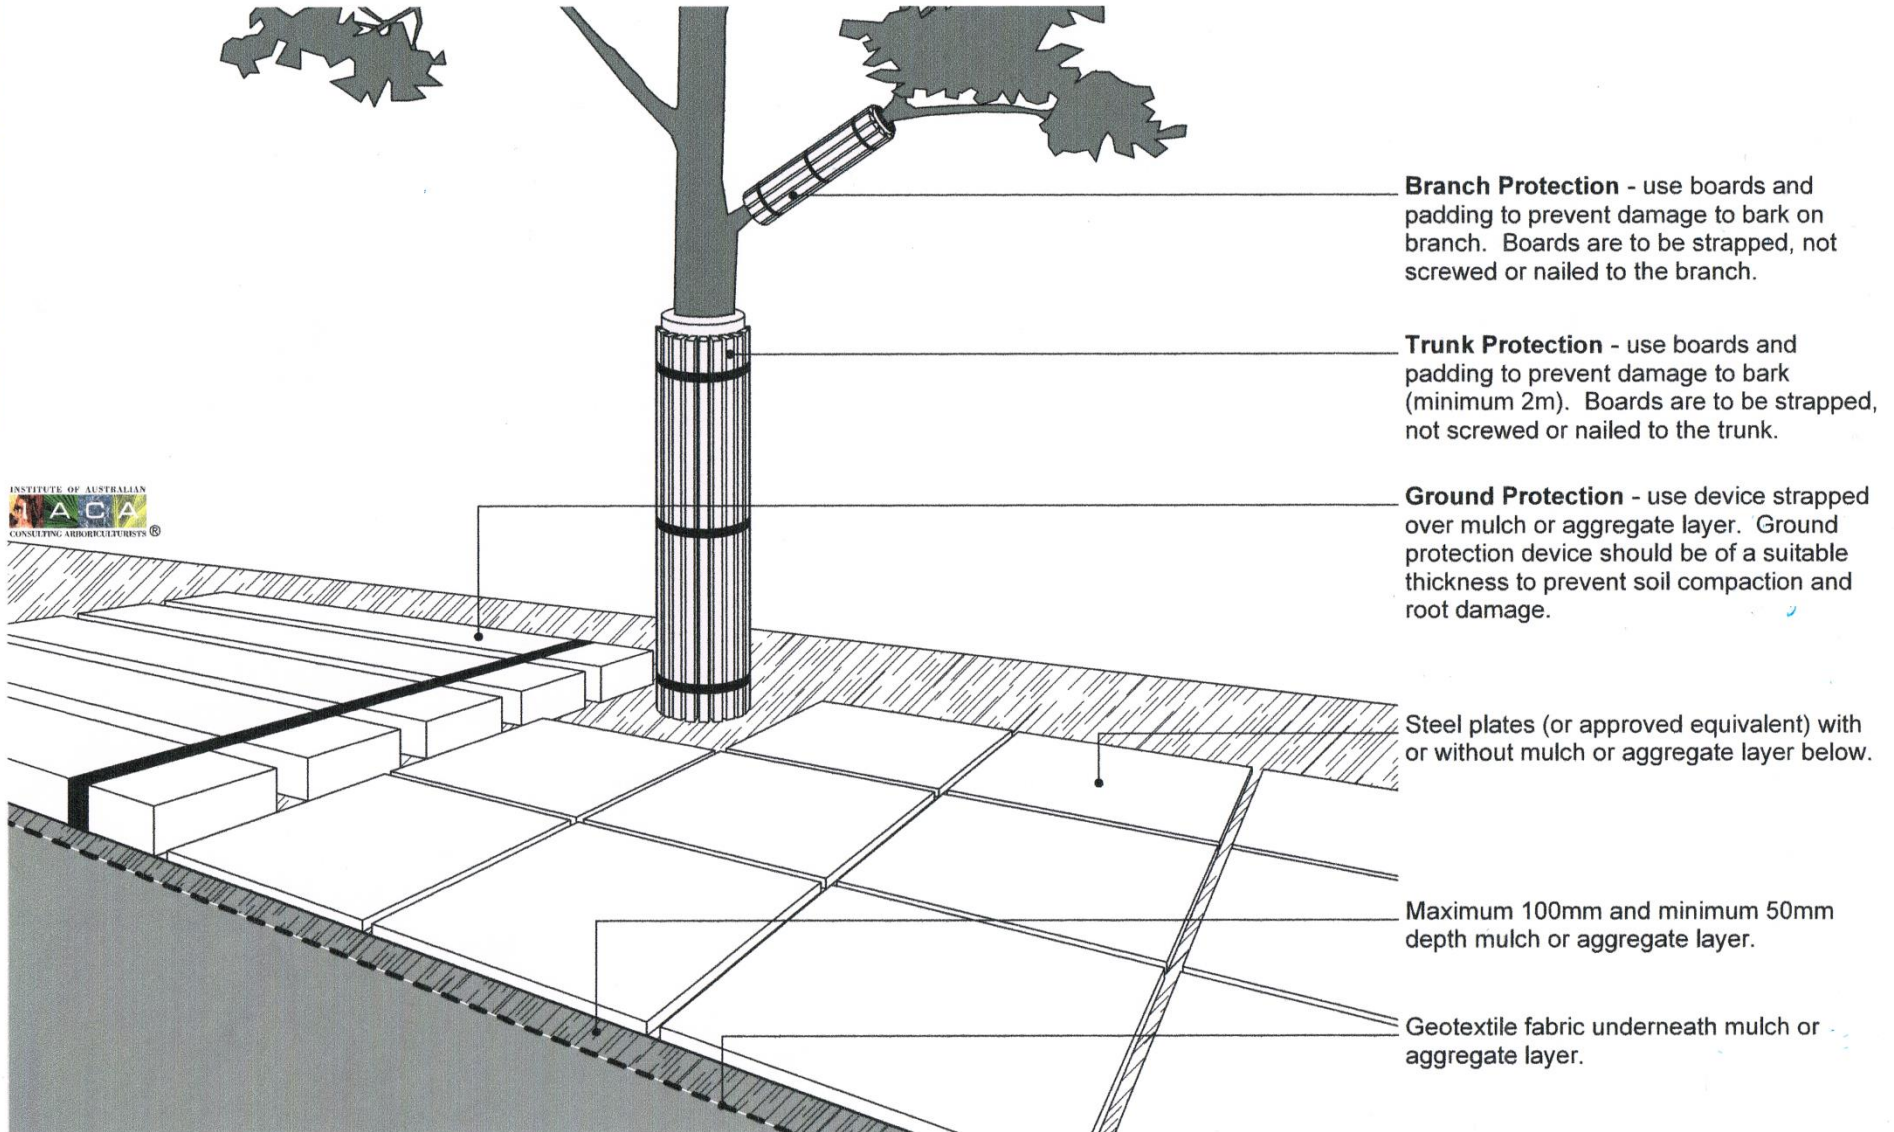 Branch Protection - use boards and
padding to prevent damage to bark on
branch. Boards are to be strapped, not
screwed or nailed to the branch.
Trunk Protection - use boards and
padding to prevent damage to bark
(minimum 2m). Boards are to be strapped,
not screwed or nailed to the trunk.
INSTITUTE OF AUSTRALIAN
IACA
CONSULTING ARBORICULTURISTS ®
Ground Protection - use device strapped
over mulch or aggregate layer. Ground
protection device should be of a suitable
thickness to prevent soil compaction and
root damage.
Steel plates (or approved equivalent) with
or without mulch or aggregate layer below.
Maximum 100mm and minimum 50mm
depth mulch or aggregate layer.
Geotextile fabric underneath mulch or
aggregate layer.